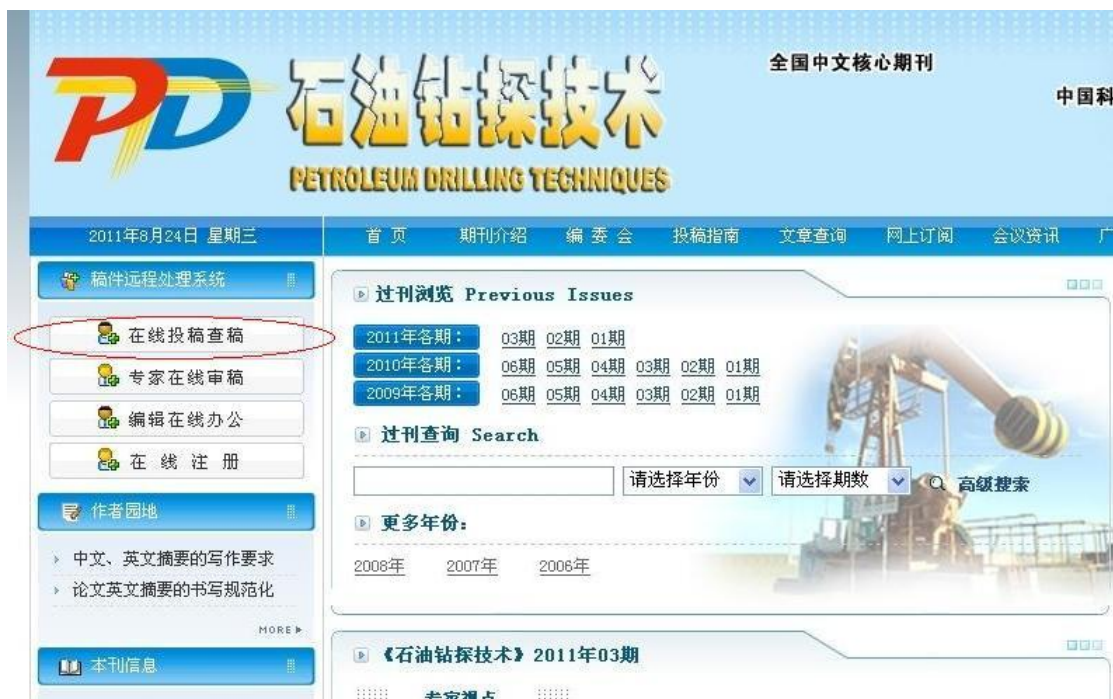 PD
石油钻探技术
PETROLEUM DRILLING TECHNIQUES
全国中文核心期刊
中国科
2011年8月24日 星期三
首页 期刊介绍 编委会 投稿指南 文章查询 网上订阅 会议资讯 广
稿件远程处理系统
在线投稿查稿
专家在线审稿
编辑在线办公
在线注册
作者园地
中文、英文摘要的写作要求
论文英文摘要的书写规范化
MORE
本刊信息
过刊浏览 Previous Issues
2011年各期： 03期 02期 01期
2010年各期： 06期 05期 04期 03期 02期 01期
2009年各期： 06期 05期 04期 03期 02期 01期
过刊查询 Search
请选择年份 请选择期数 高级搜索
更多年份：
2008年 2007年 2006年
《石油钻探技术》2011年03期
专家视点